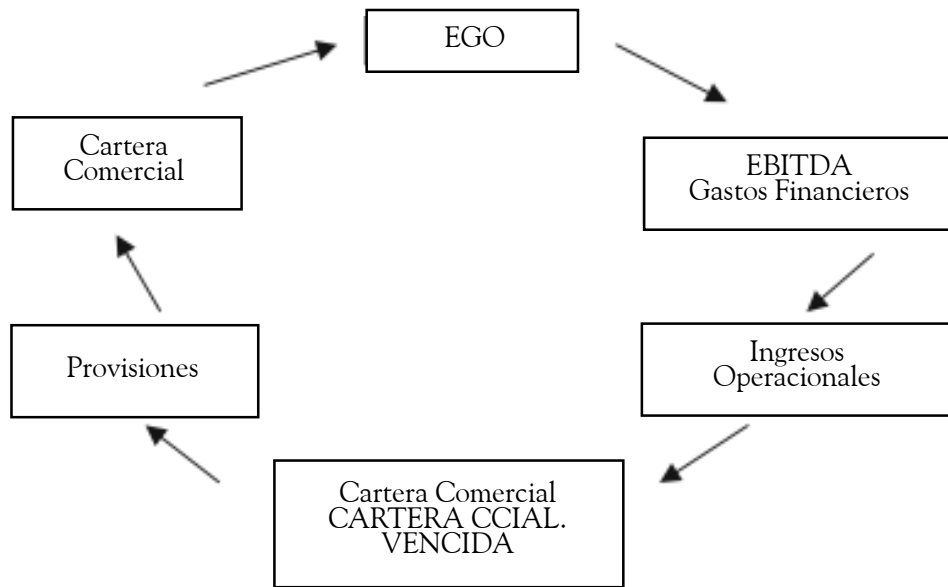 EGO
EBITDA
Gastos Financieros
Ingresos
Operacionales
Cartera Comercial
CARTERA CCIAL.
VENCIDA
Provisiones
Cartera
Comercial